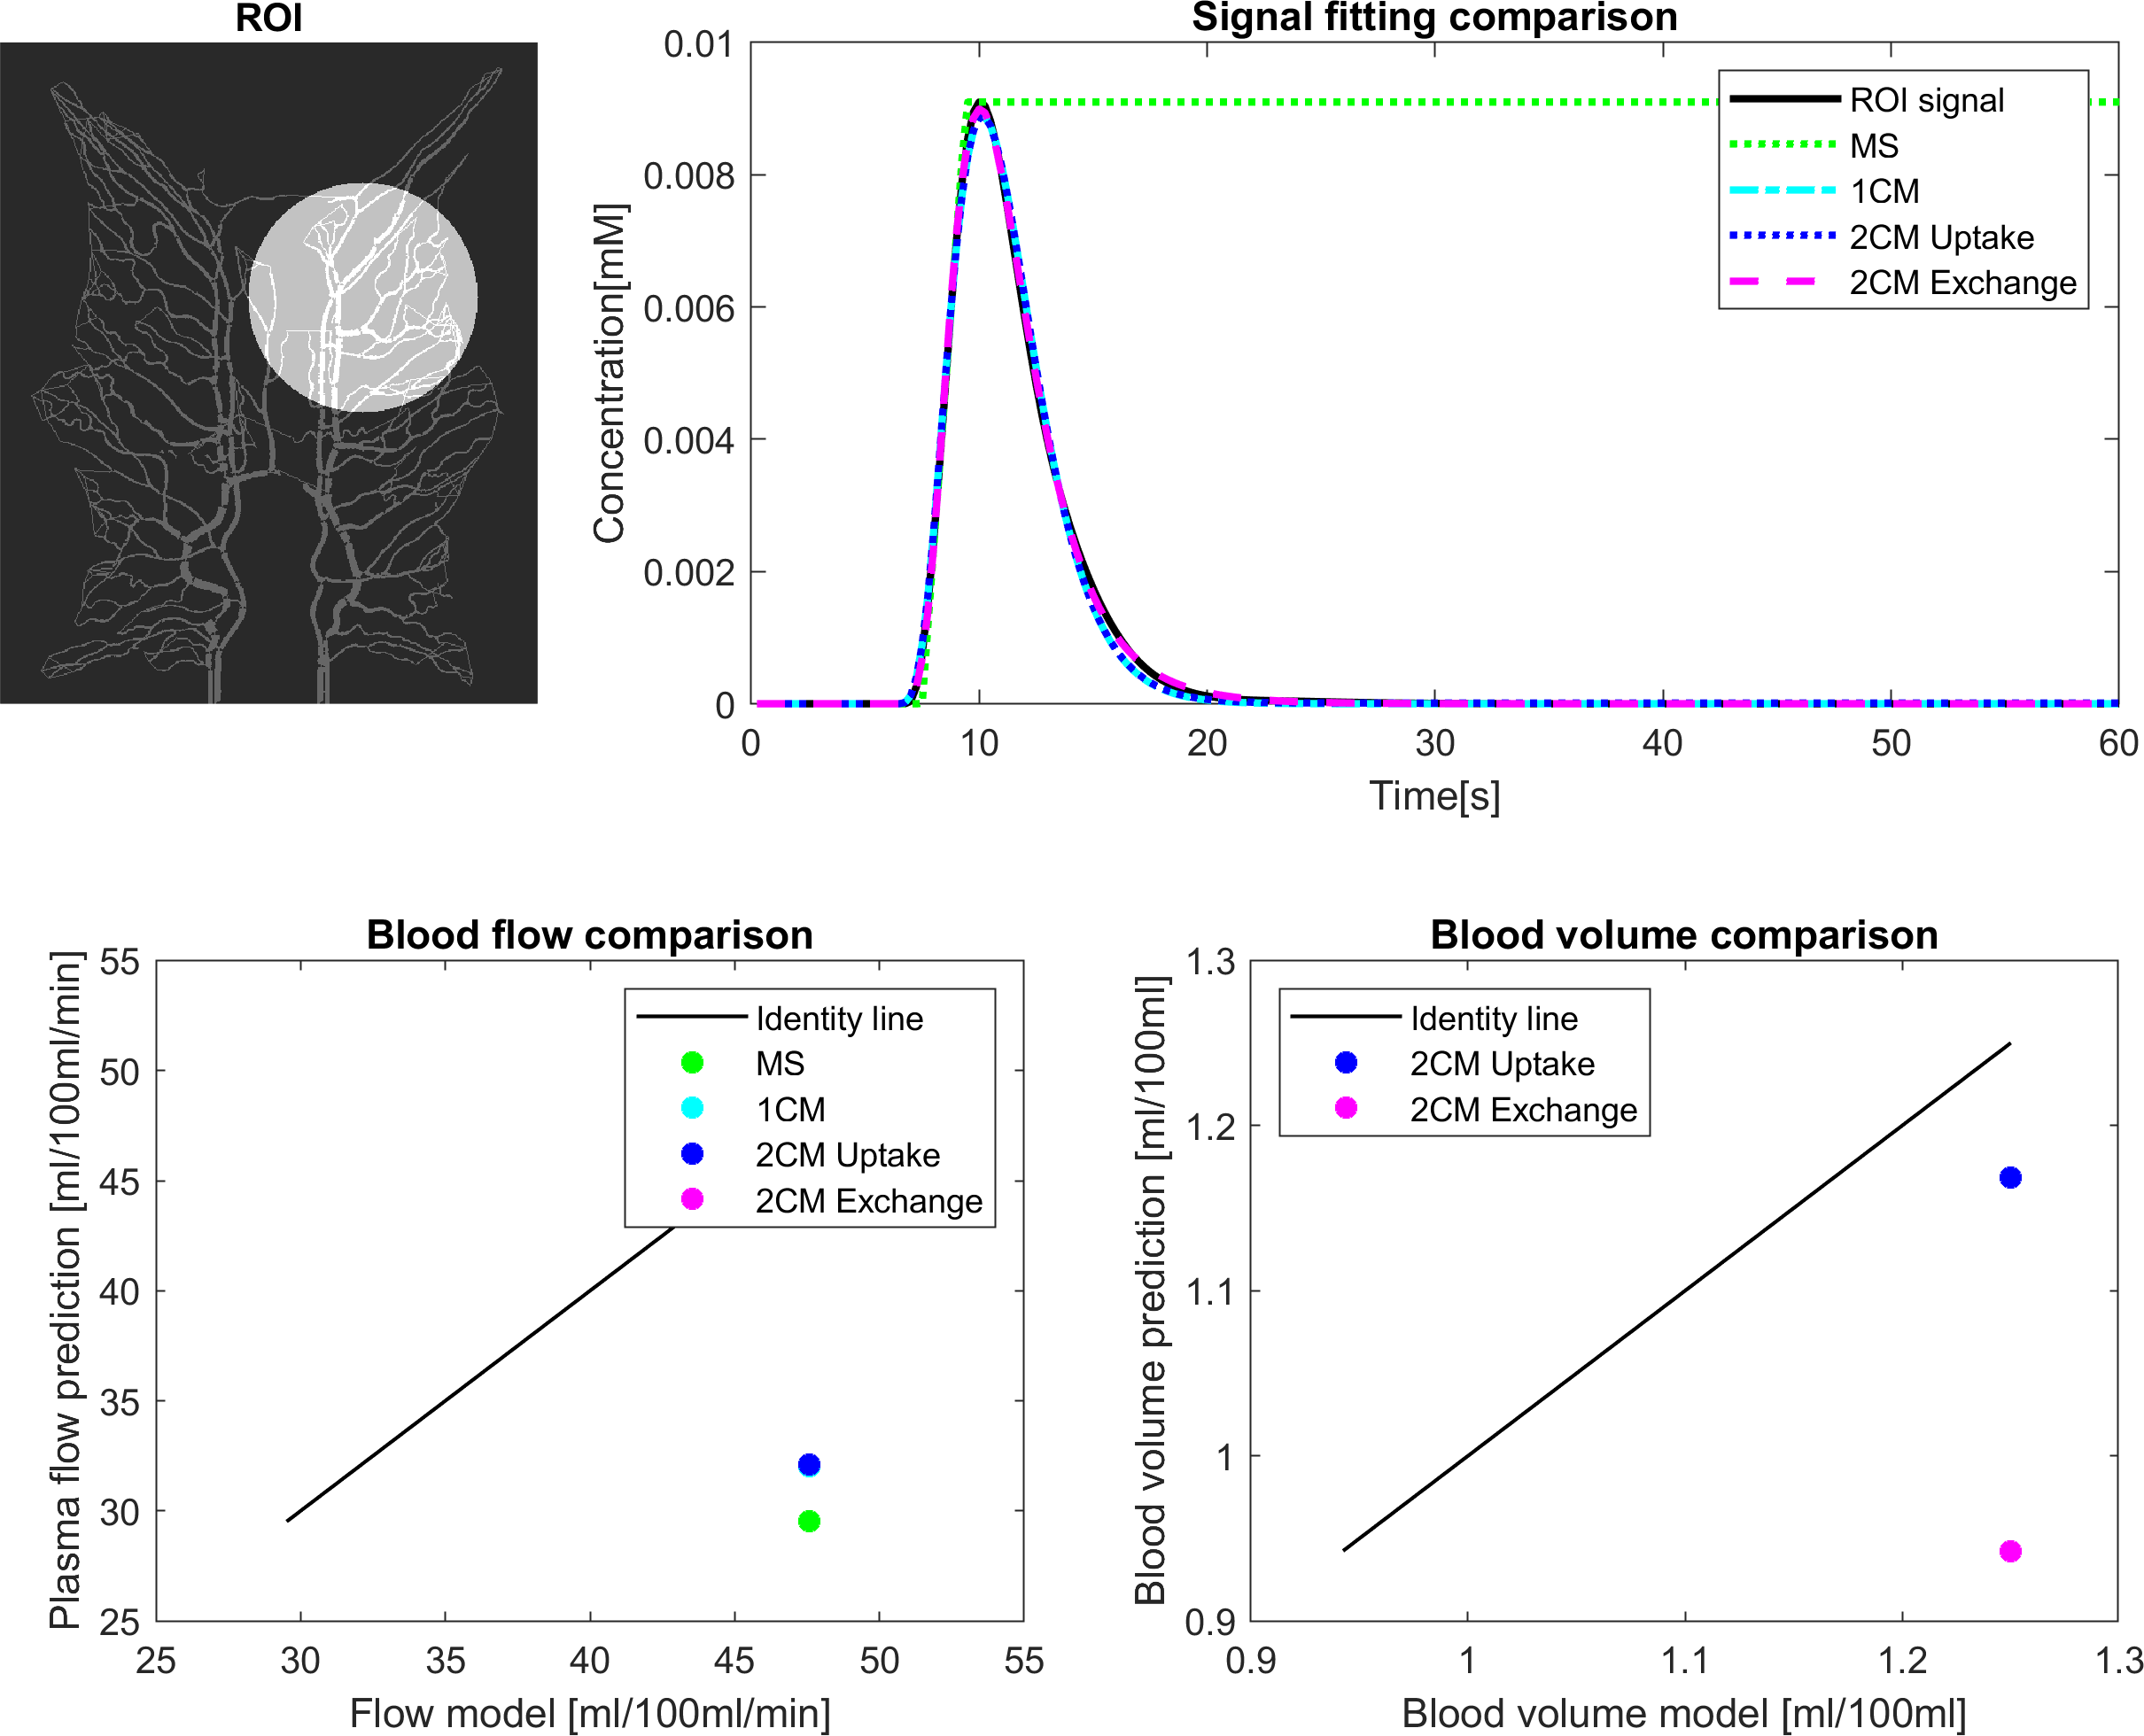 ROI
Signal fitting comparison
0.01
0.008
0.006
0.004
0.002
0
Concentration[mM]
0
10
20
30
40
50
60
Time[s]
ROI signal
MS
1CM
2CM Uptake
2CM Exchange
Blood flow comparison
55
50
45
40
35
30
25
Plasma flow prediction [ml/100ml/min]
25
30
35
40
45
50
55
Flow model [ml/100ml/min]
Identity line
MS
1CM
2CM Uptake
2CM Exchange
Blood volume comparison
1.3
1.2
1.1
1
0.9
Blood volume prediction [ml/100ml]
0.9
1
1.1
1.2
1.3
Blood volume model [ml/100ml]
Identity line
2CM Uptake
2CM Exchange